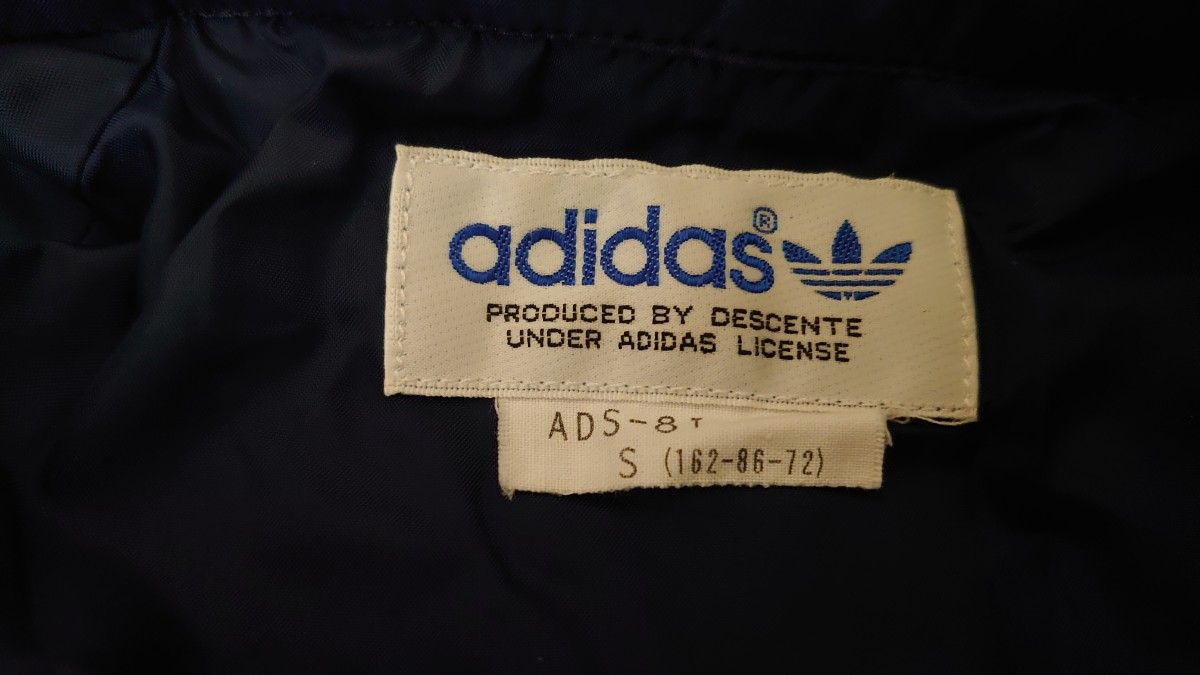 adidas®
PRODUCED BY DESCENTE
UNDER ADIDAS LICENSE
ADS-8T
S (162-86-72)